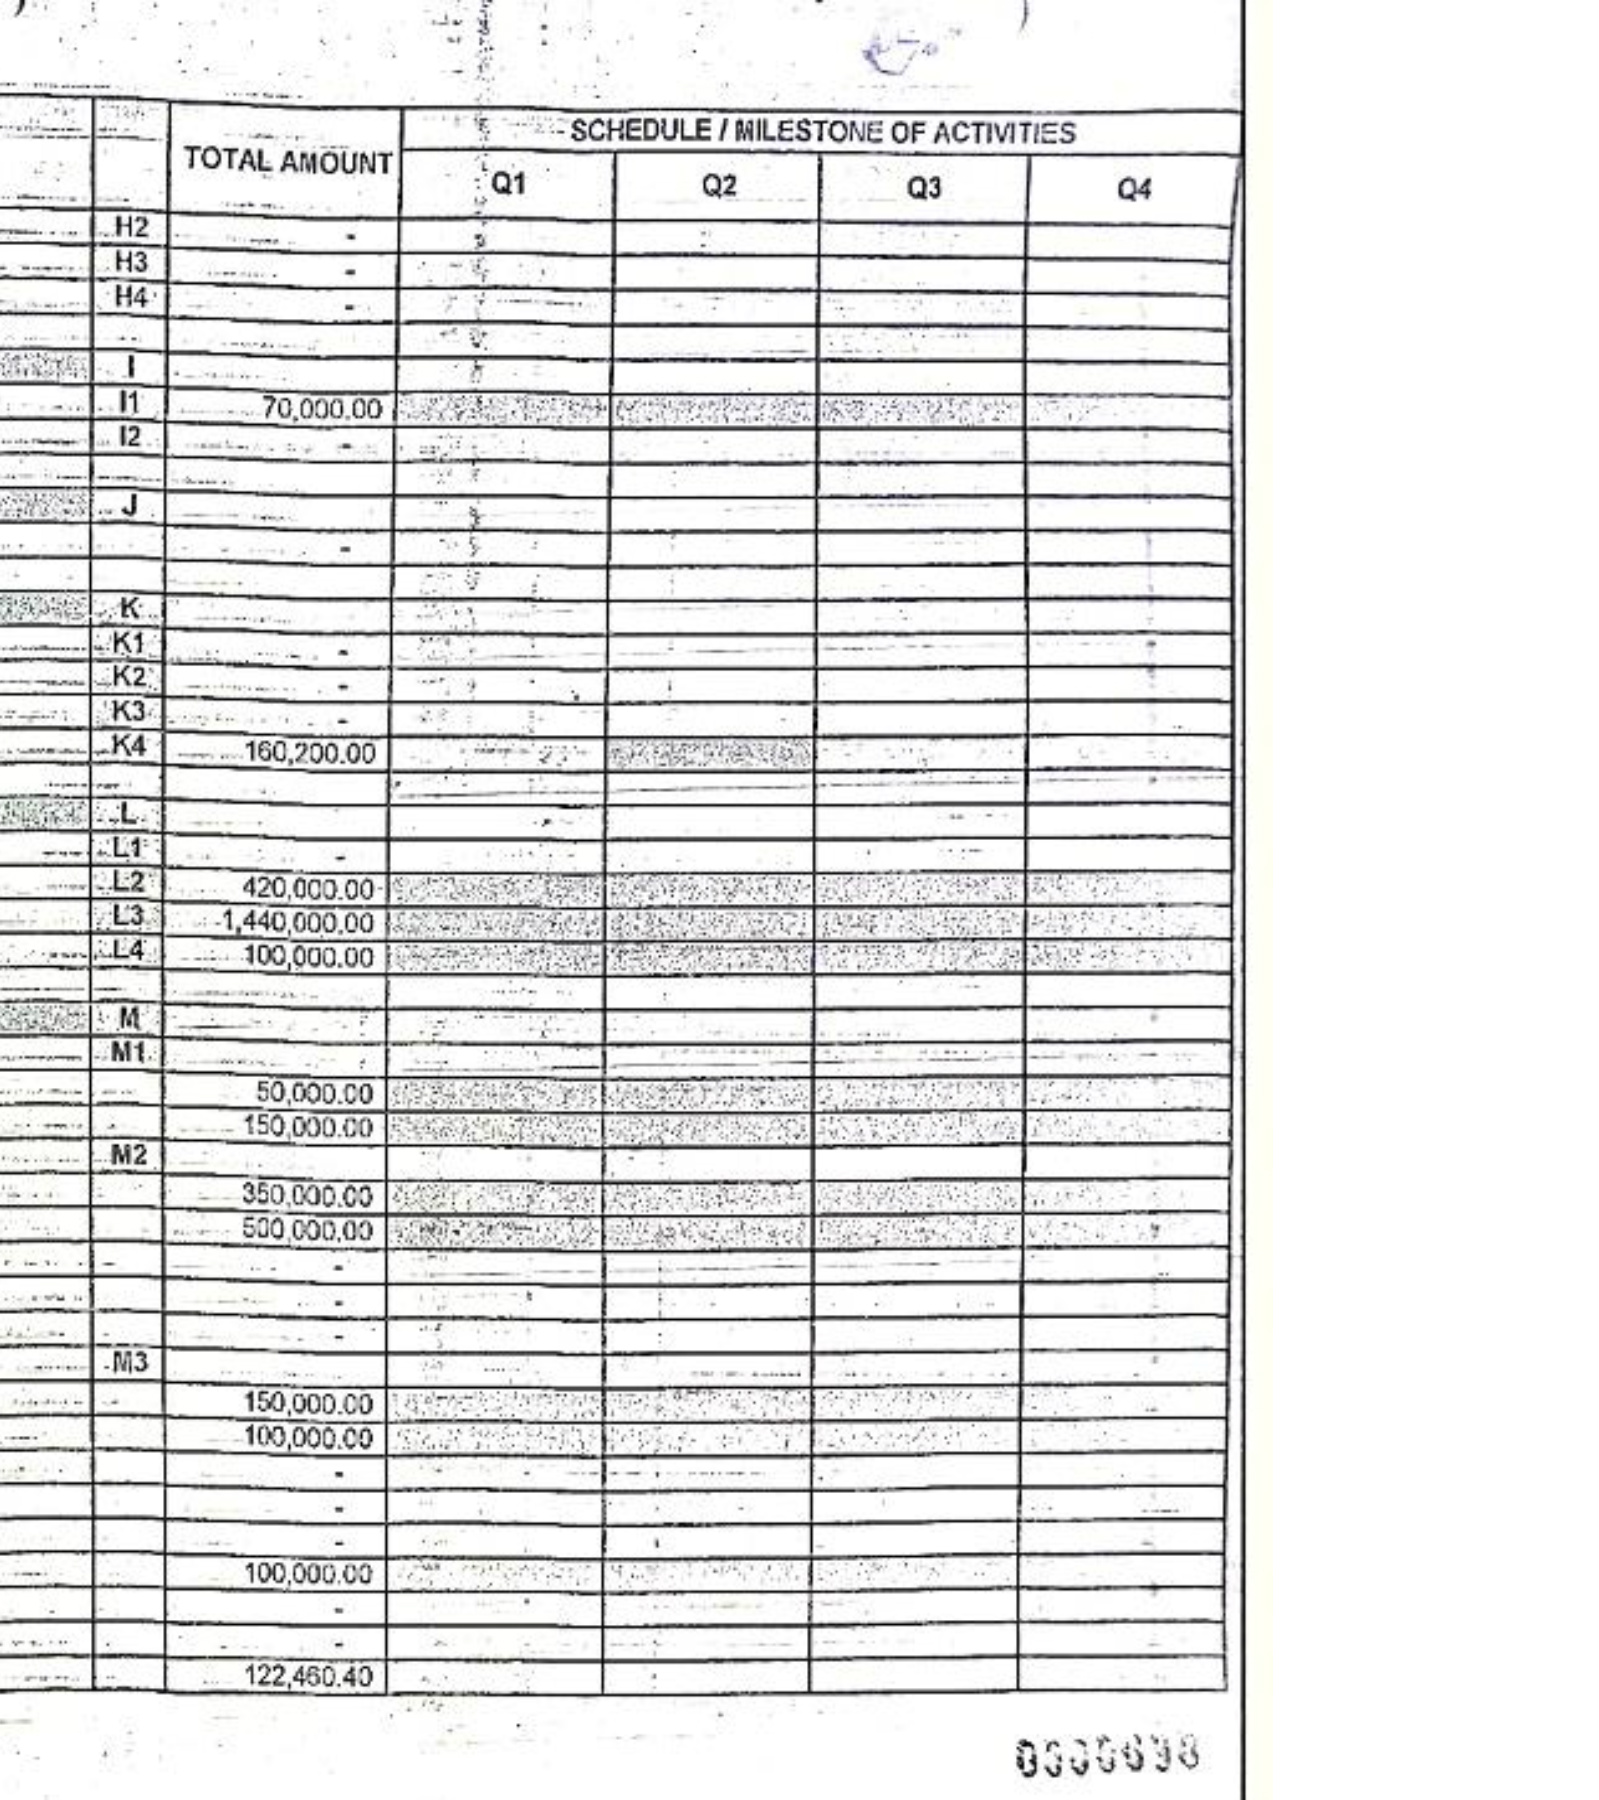 SCHEDULE / MILESTONE OF ACTIVITIES
TOTAL AMOUNT
Q1 Q2 Q3 Q4
H2 -
H3 -
H4 -
I
I1 70,000.00
I2 -
J
-
K
K1 -
K2 -
K3 -
K4 160,200.00
L
L1 -
L2 420,000.00
L3 1,440,000.00
L4 100,000.00
M
M1
50,000.00
150,000.00
M2
350,000.00
500,000.00
-
-
-
M3
150,000.00
100,000.00
-
-
-
100,000.00
-
-
122,460.40